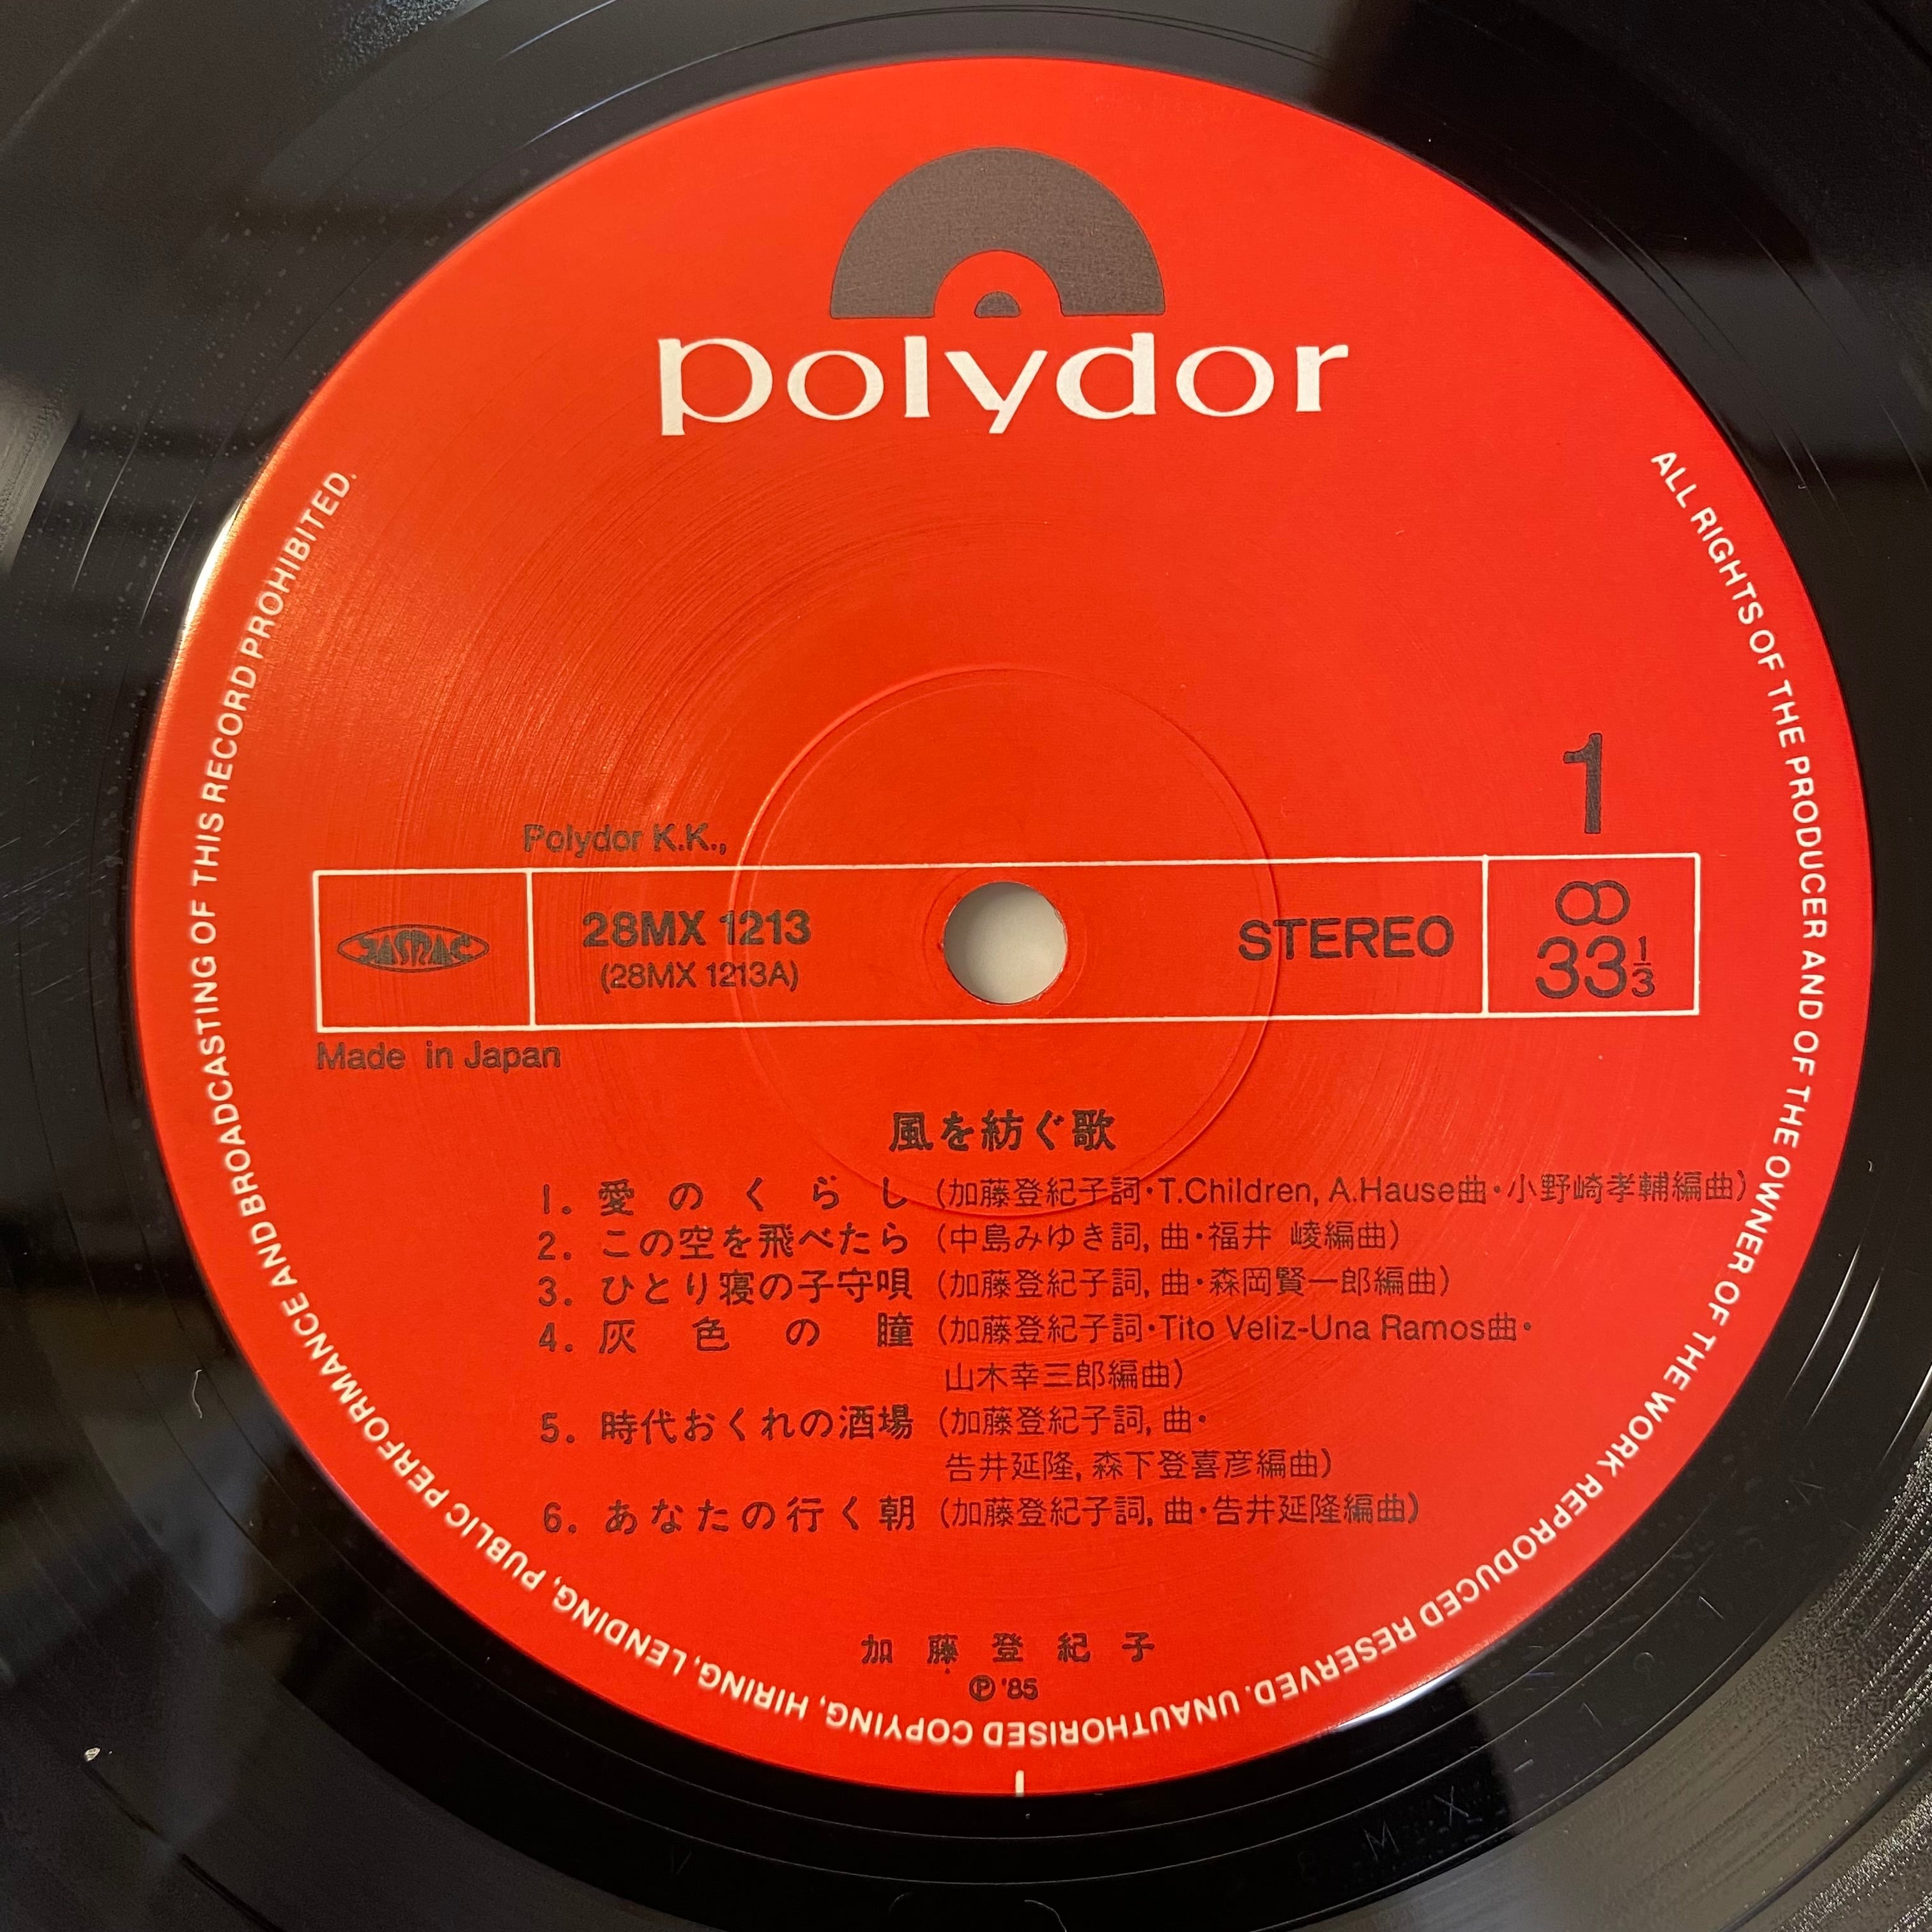 polydor
1
Polydor K.K.,
JASRAC
28MX 1213
(28MX 1213A)
STEREO
33⅓
Made in Japan
風を紡ぐ歌
1. 愛のくらし (加藤登紀子詞・T.Children, A.Hause曲・小野崎孝輔編曲)
2. この空を飛べたら (中島みゆき詞, 曲・福井 崚編曲)
3. ひとり寝の子守唄 (加藤登紀子詞, 曲・森岡賢一郎編曲)
4. 灰色の瞳 (加藤登紀子詞・Tito Veliz-Una Ramos曲・
山木幸三郎編曲)
5. 時代おくれの酒場 (加藤登紀子詞, 曲・
告井延隆, 森下登喜彦編曲)
6. あなたの行く朝 (加藤登紀子詞, 曲・告井延隆編曲)
加藤登紀子
Ⓟ '85
ALL RIGHTS OF THE PRODUCER AND OF THE OWNER OF THE WORK REPRODUCED RESERVED. UNAUTHORISED COPYING, HIRING, LENDING, PUBLIC PERFORMANCE AND BROADCASTING OF THIS RECORD PROHIBITED.